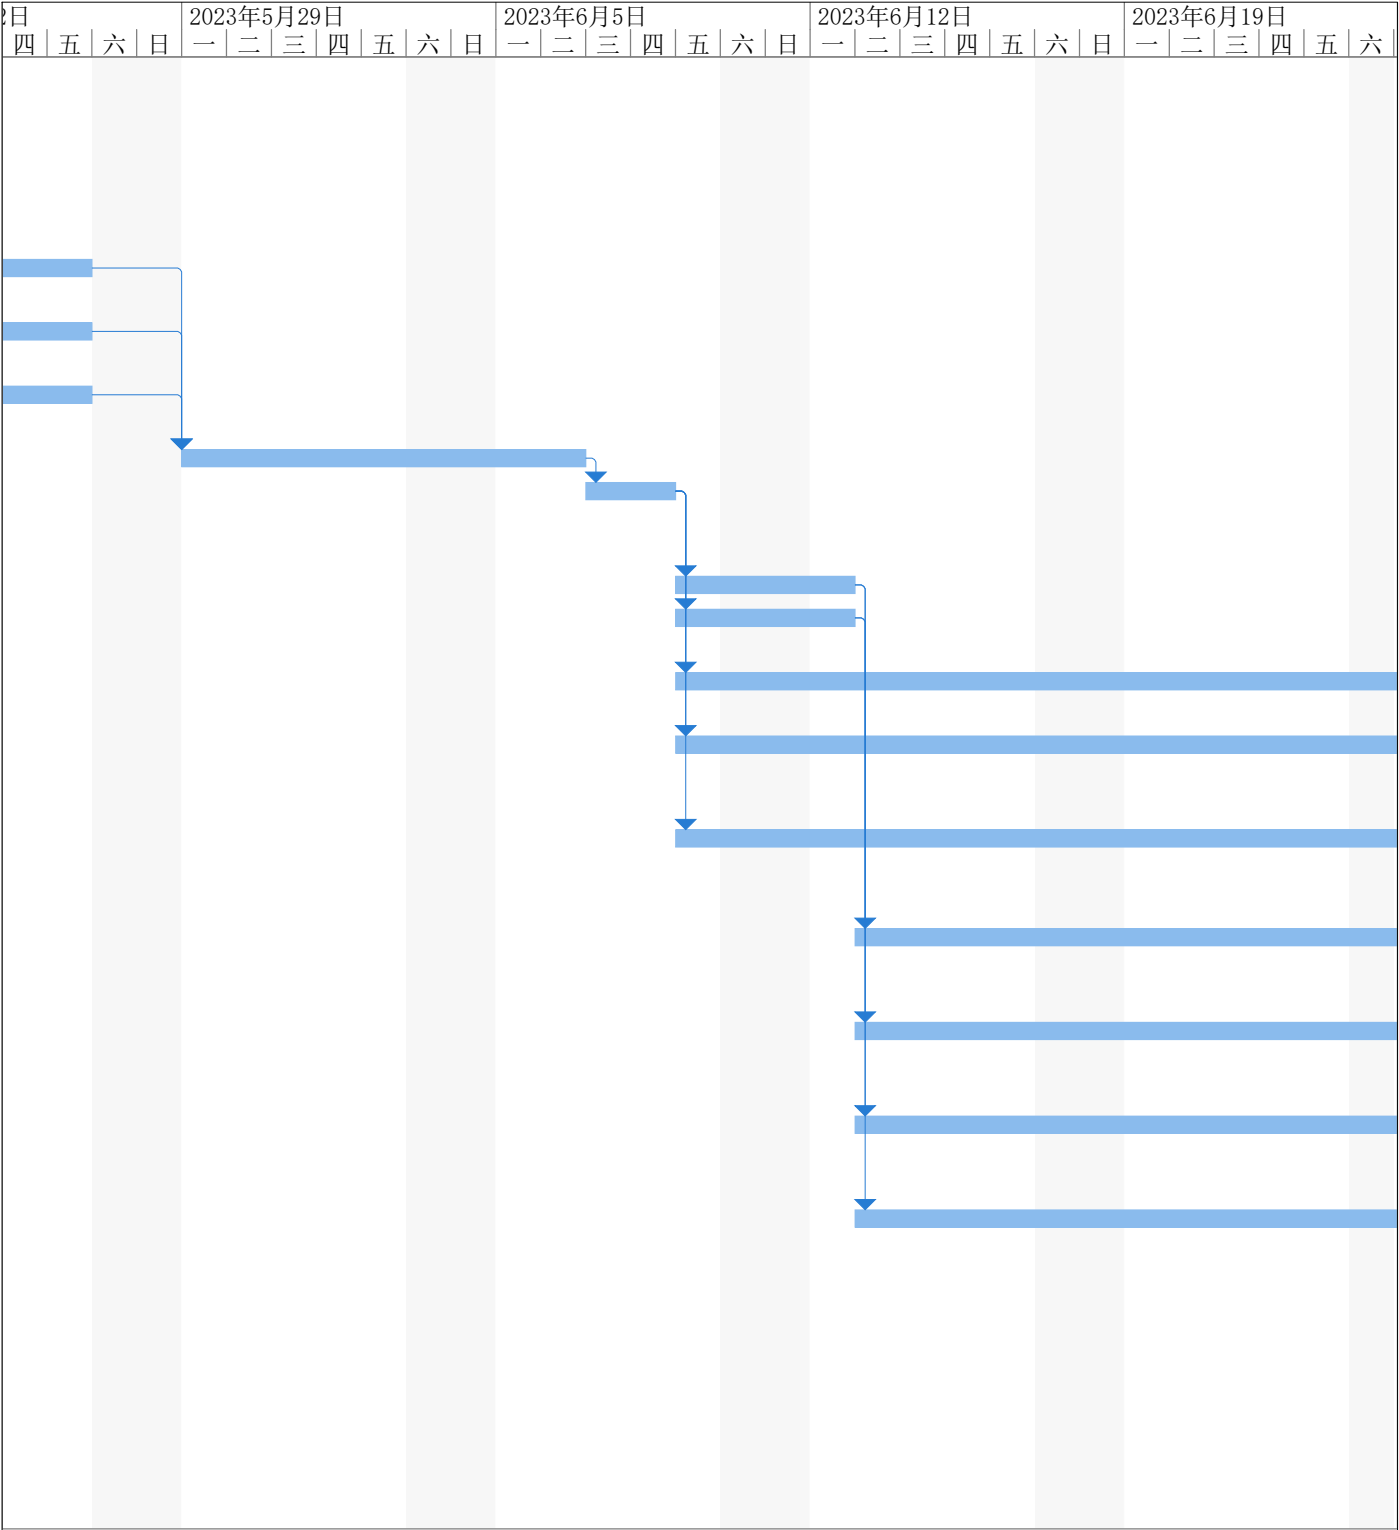 2日 2023年5月29日 2023年6月5日 2023年6月12日 2023年6月19日
四 五 六 日 一 二 三 四 五 六 日 一 二 三 四 五 六 日 一 二 三 四 五 六 日 一 二 三 四 五 六